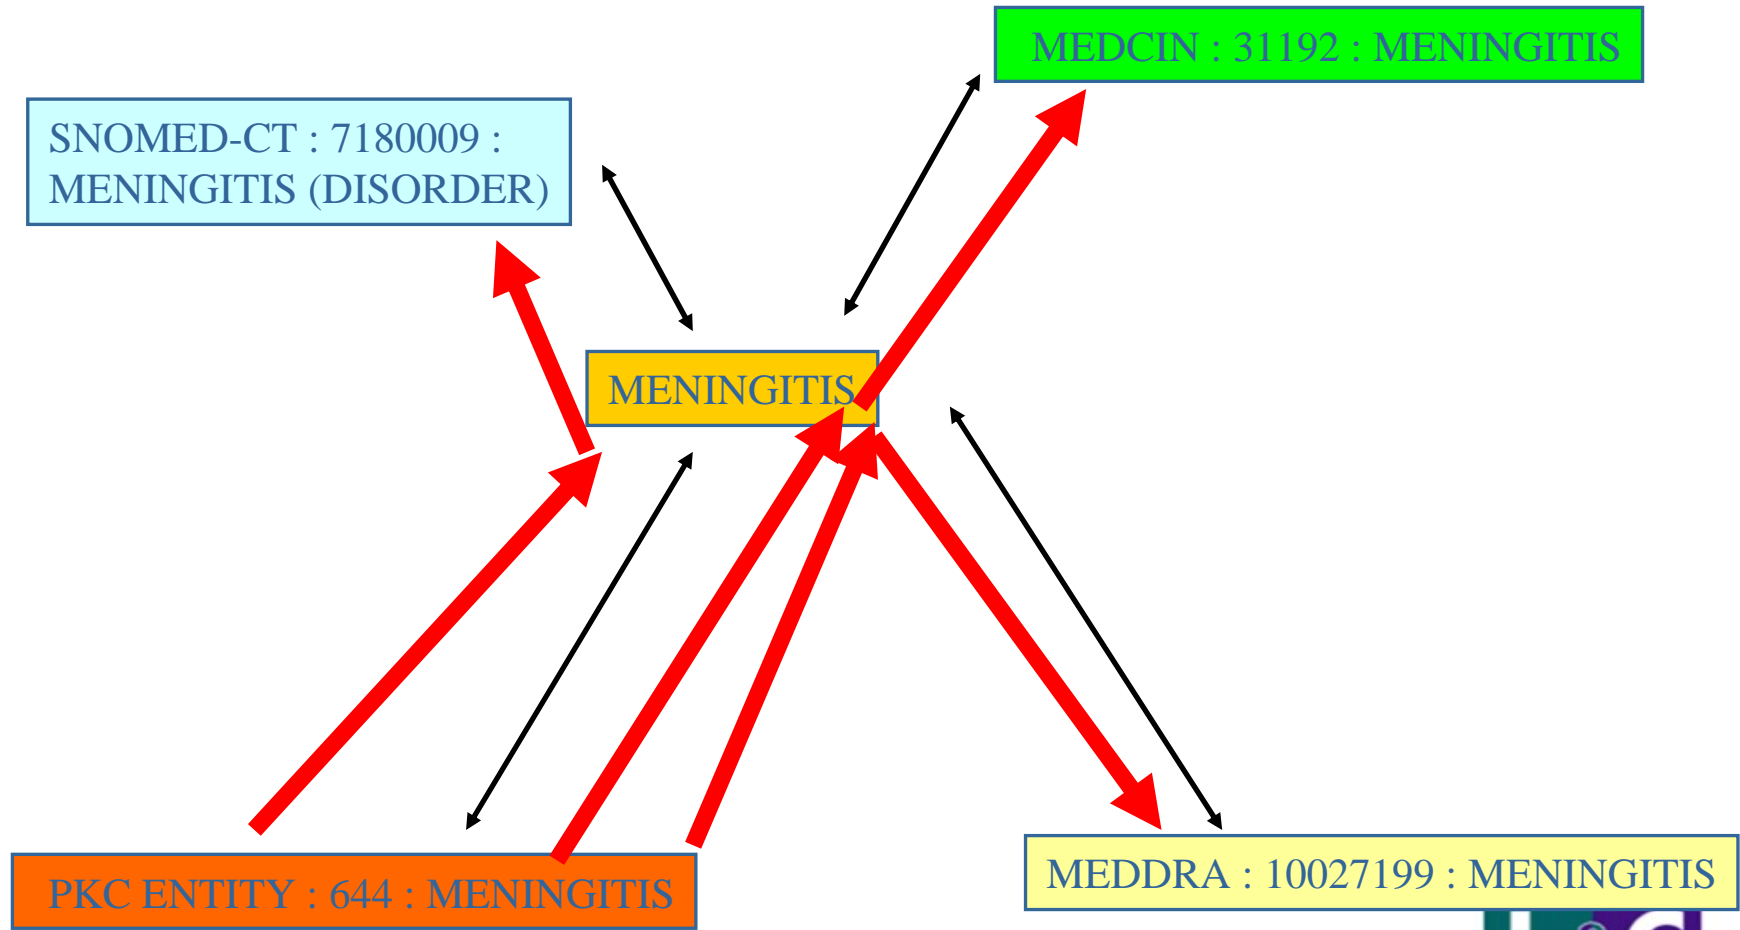 MEDCIN : 31192 : MENINGITIS
SNOMED-CT : 7180009 :
MENINGITIS (DISORDER)
MENINGITIS
PKC ENTITY : 644 : MENINGITIS
MEDDRA : 10027199 : MENINGITIS